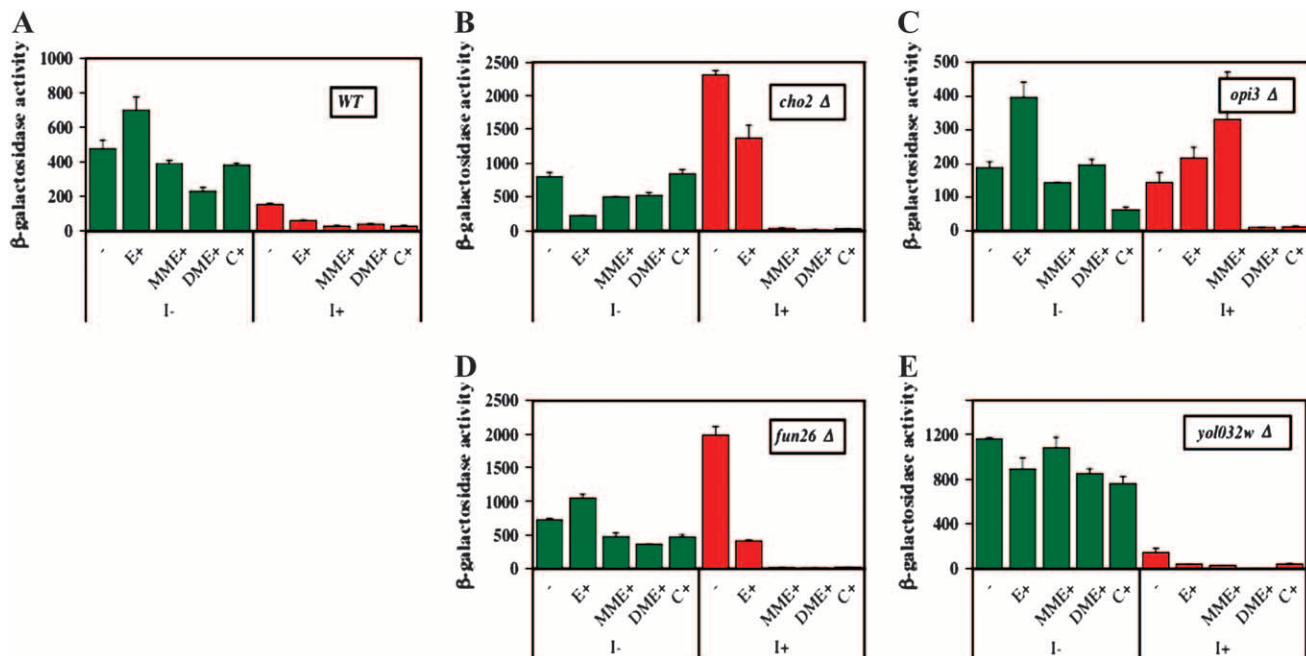 A
β-galactosidase activity
1000
800
600
400
200
0
WT
- E+ MME+ DME+ C+ - E+ MME+ DME+ C+
I- I+
B
β-galactosidase activity
2500
2000
1500
1000
500
0
cho2 Δ
- E+ MME+ DME+ C+ - E+ MME+ DME+ C+
I- I+
C
β-galactosidase activity
500
400
300
200
100
0
opi3 Δ
- E+ MME+ DME+ C+ - E+ MME+ DME+ C+
I- I+
D
β-galactosidase activity
2500
2000
1500
1000
500
0
fun26 Δ
- E+ MME+ DME+ C+ - E+ MME+ DME+ C+
I- I+
E
β-galactosidase activity
1200
800
400
0
yol032w Δ
- E+ MME+ DME+ C+ - E+ MME+ DME+ C+
I- I+